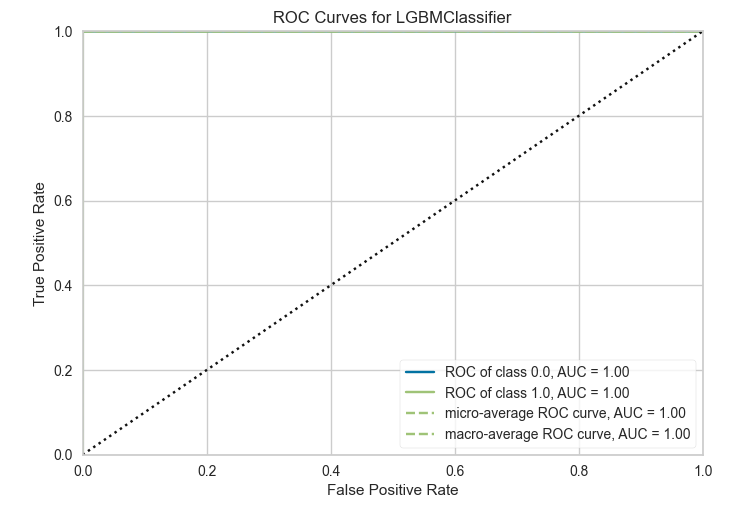 ROC Curves for LGBMClassifier
1.0
0.8
0.6
0.4
0.2
0.0
True Positive Rate
ROC of class 0.0, AUC = 1.00
ROC of class 1.0, AUC = 1.00
micro-average ROC curve, AUC = 1.00
macro-average ROC curve, AUC = 1.00
0.0 0.2 0.4 0.6 0.8 1.0
False Positive Rate